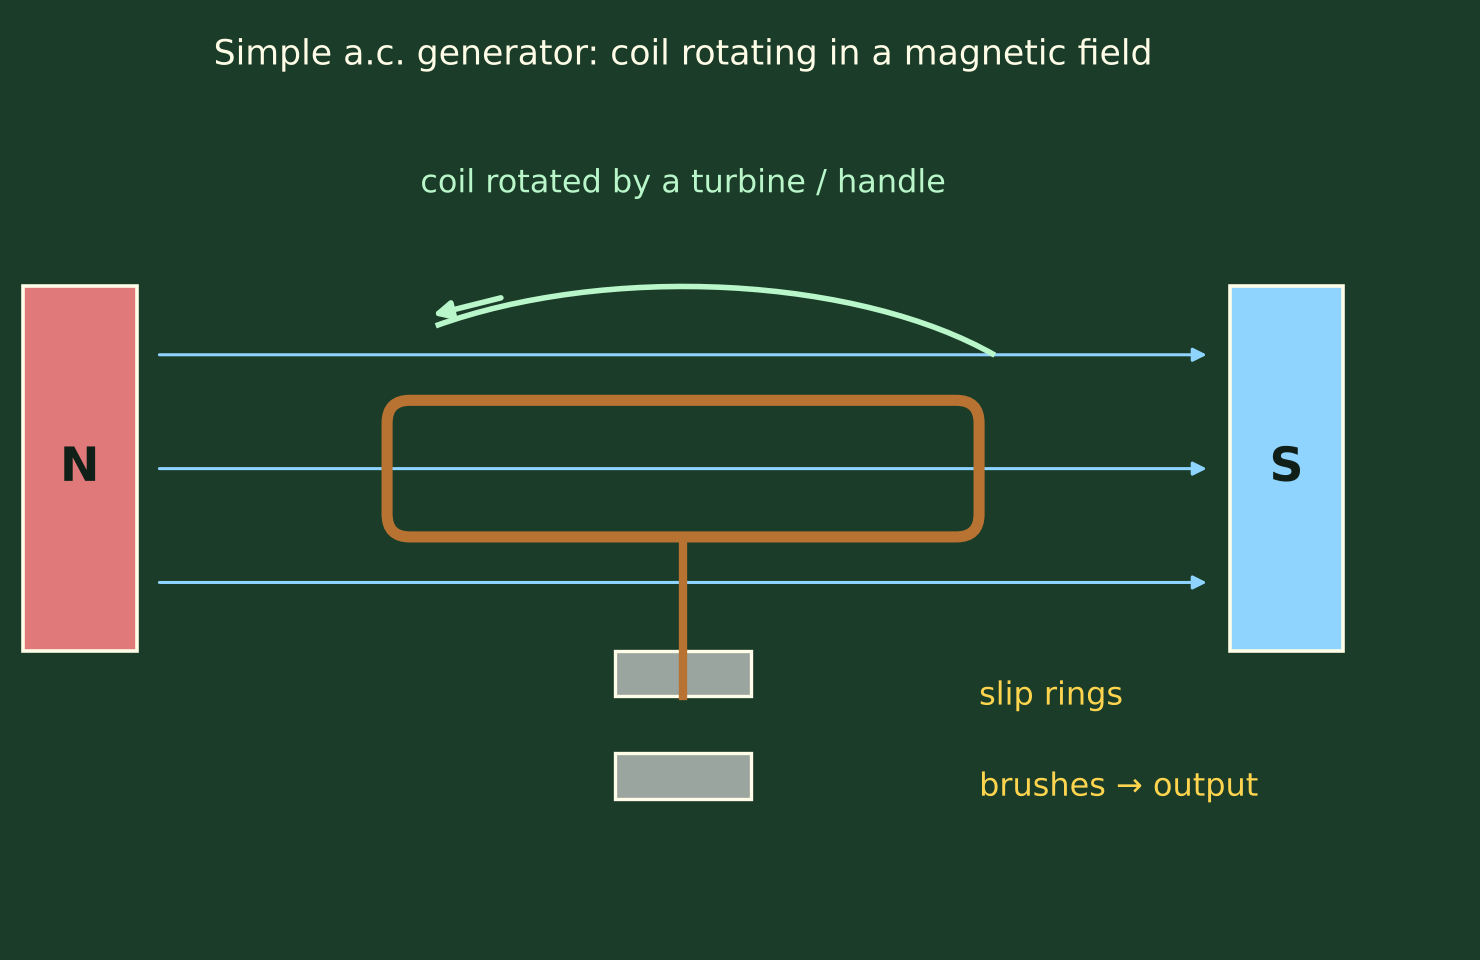 Simple a.c. generator: coil rotating in a magnetic field
coil rotated by a turbine / handle
N
S
slip rings
brushes → output